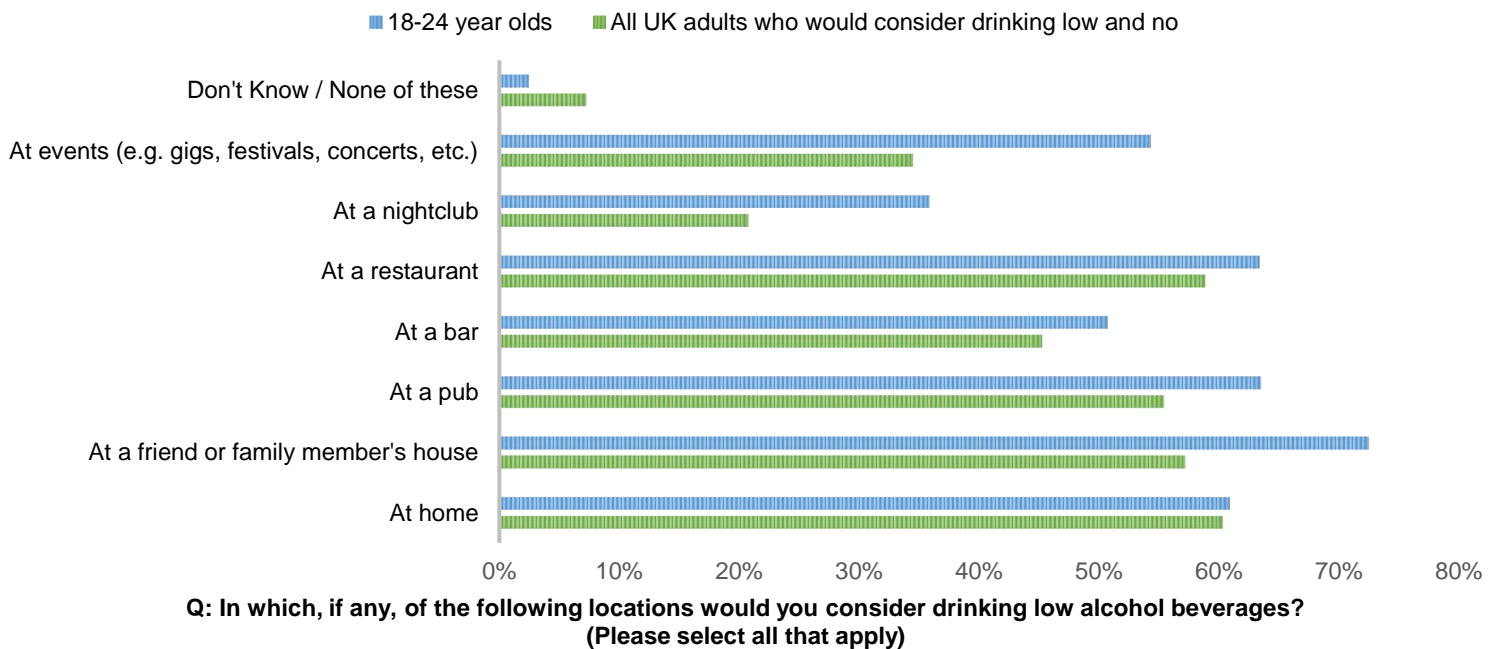 18-24 year olds
All UK adults who would consider drinking low and no
Don't Know / None of these
At events (e.g. gigs, festivals, concerts, etc.)
At a nightclub
At a restaurant
At a bar
At a pub
At a friend or family member's house
At home
0% 10% 20% 30% 40% 50% 60% 70% 80%
Q: In which, if any, of the following locations would you consider drinking low alcohol beverages?
(Please select all that apply)